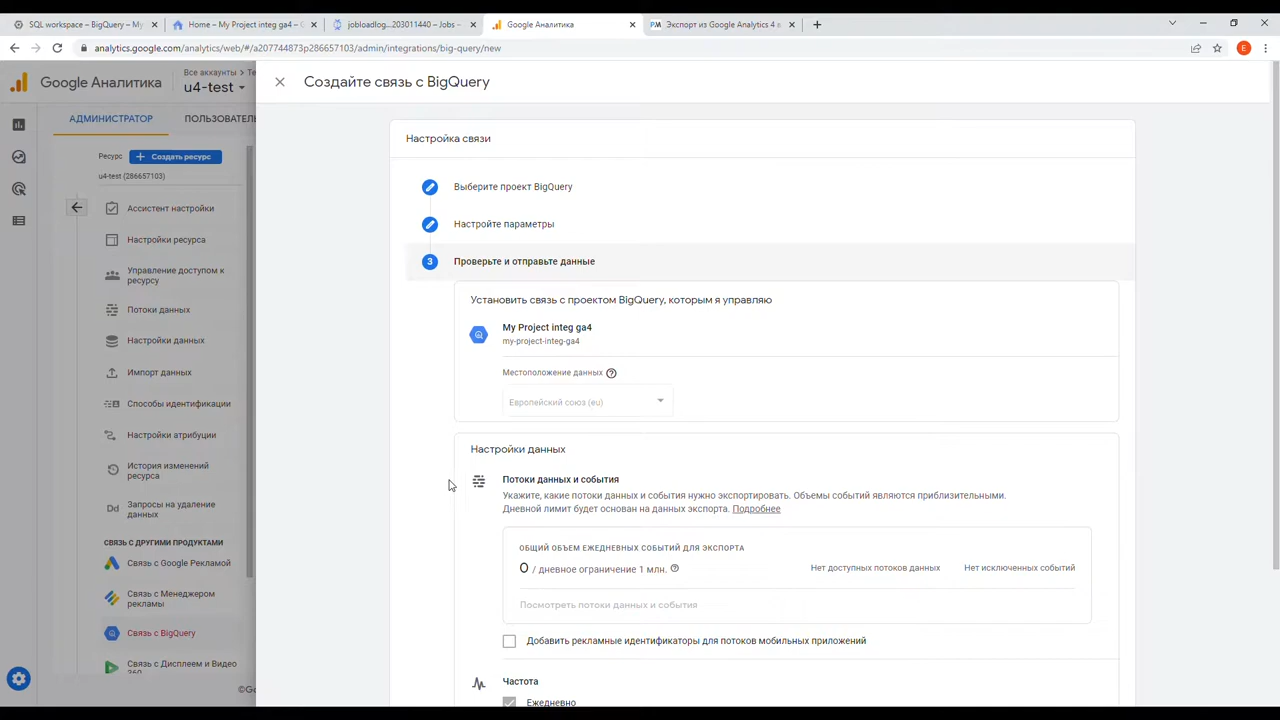 SQL workspace – BigQuery – My
Home – My Project integ ga4 – G
jobloadlog...203011440 – Jobs –
Google Аналитика
Экспорт из Google Analytics 4 в
analytics.google.com/analytics/web/#/a207744873p286657103/admin/integrations/big-query/new
E
Google Аналитика
Все аккаунты > Te
u4-test
Создайте связь с BigQuery
АДМИНИСТРАТОР
ПОЛЬЗОВАТЕЛЬ
Ресурс
Создать ресурс
u4-test (286657103)
Ассистент настройки
Настройки ресурса
Управление доступом к
ресурсу
Потоки данных
Настройки данных
Импорт данных
Способы идентификации
Настройки атрибуции
История изменений
ресурса
Dd
Запросы на удаление
данных
СВЯЗЬ С ДРУГИМИ ПРОДУКТАМИ
Связь с Google Рекламой
Связь с Менеджером
рекламы
Связь с BigQuery
Связь с Дисплеем и Видео
360
©Go
Настройка связи
Выберите проект BigQuery
Настройте параметры
3
Проверьте и отправьте данные
Установить связь с проектом BigQuery, которым я управляю
My Project integ ga4
my-project-integ-ga4
Местоположение данных
Европейский союз (eu)
Настройки данных
Потоки данных и события
Укажите, какие потоки данных и события нужно экспортировать. Объемы событий являются приблизительными.
Дневной лимит будет основан на данных экспорта. Подробнее
ОБЩИЙ ОБЪЕМ ЕЖЕДНЕВНЫХ СОБЫТИЙ ДЛЯ ЭКСПОРТА
0 / дневное ограничение 1 млн.
Нет доступных потоков данных
Нет исключенных событий
Посмотреть потоки данных и события
Добавить рекламные идентификаторы для потоков мобильных приложений
Частота
Ежедневно